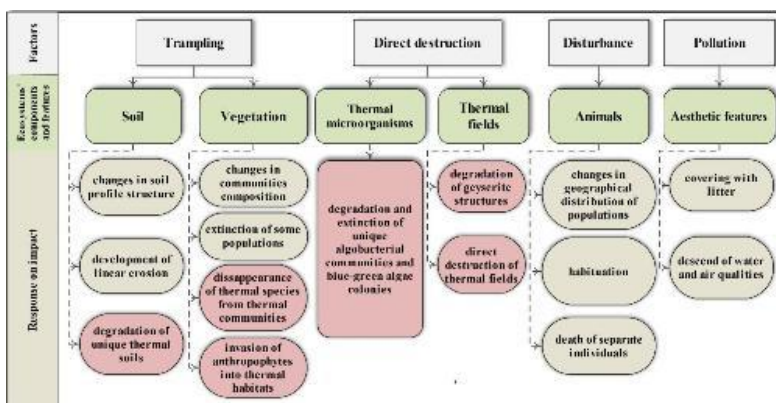 Factors
Trampling
Direct destruction
Disturbance
Pollution
Ecosystems'
components
and features
Soil
Vegetation
Thermal
microorganisms
Thermal
fields
Animals
Aesthetic features
Response on impact
changes in soil
profile structure
development of
linear erosion
degradation of
unique thermal
soils
changes in
communities
composition
extinction of some
populations
dissappearance
of thermal species
from thermal
communities
invasion of
anthropophytes
into thermal
habitats
degradation and
extinction of
unique
algobacterial
communities and
blue-green algae
colonies
degradation
of geyserite
structures
direct
destruction of
thermal fields
changes in
geographical
distribution of
populations
habituation
death of separate
individuals
covering with
litter
descend of water
and air qualities